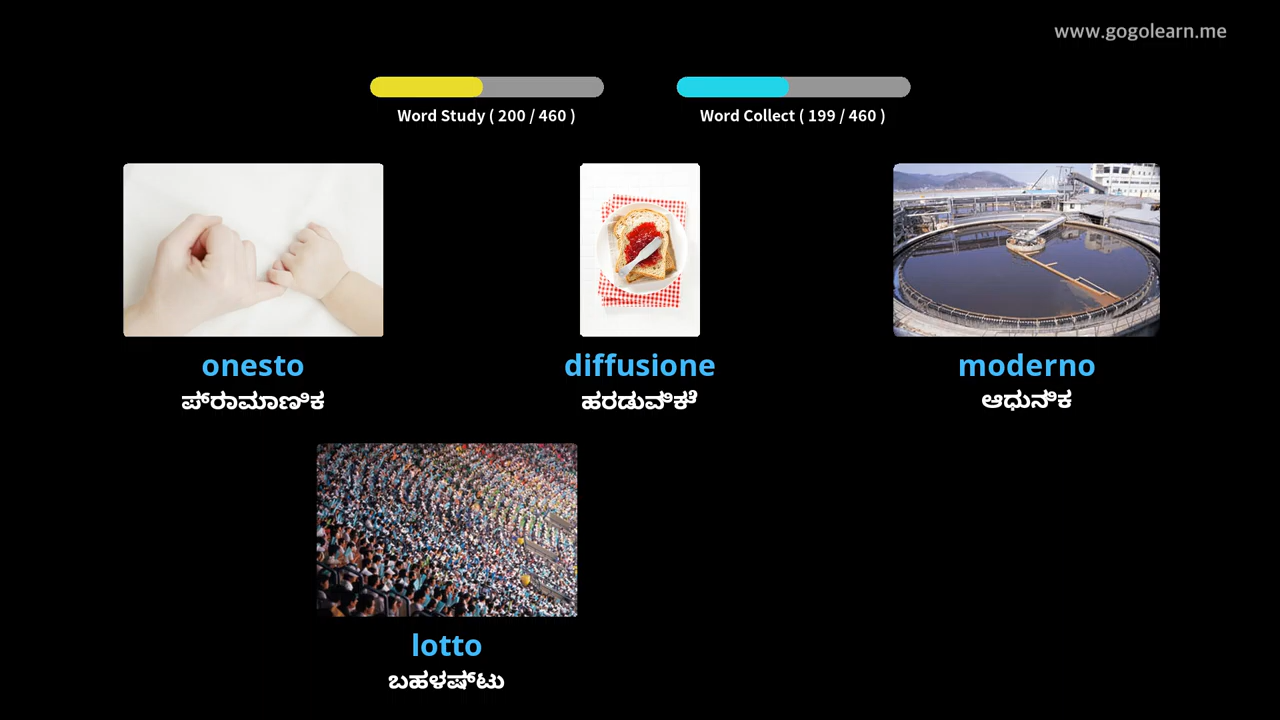 www.gogolearn.me
Word Study ( 200 / 460 )
Word Collect ( 199 / 460 )
onesto
ಪ್ರಾಮಾಣಿಕ
diffusione
ಹರಡುವಿಕೆ
moderno
ಆಧುನಿಕ
lotto
ಬಹಳಷ್ಟು